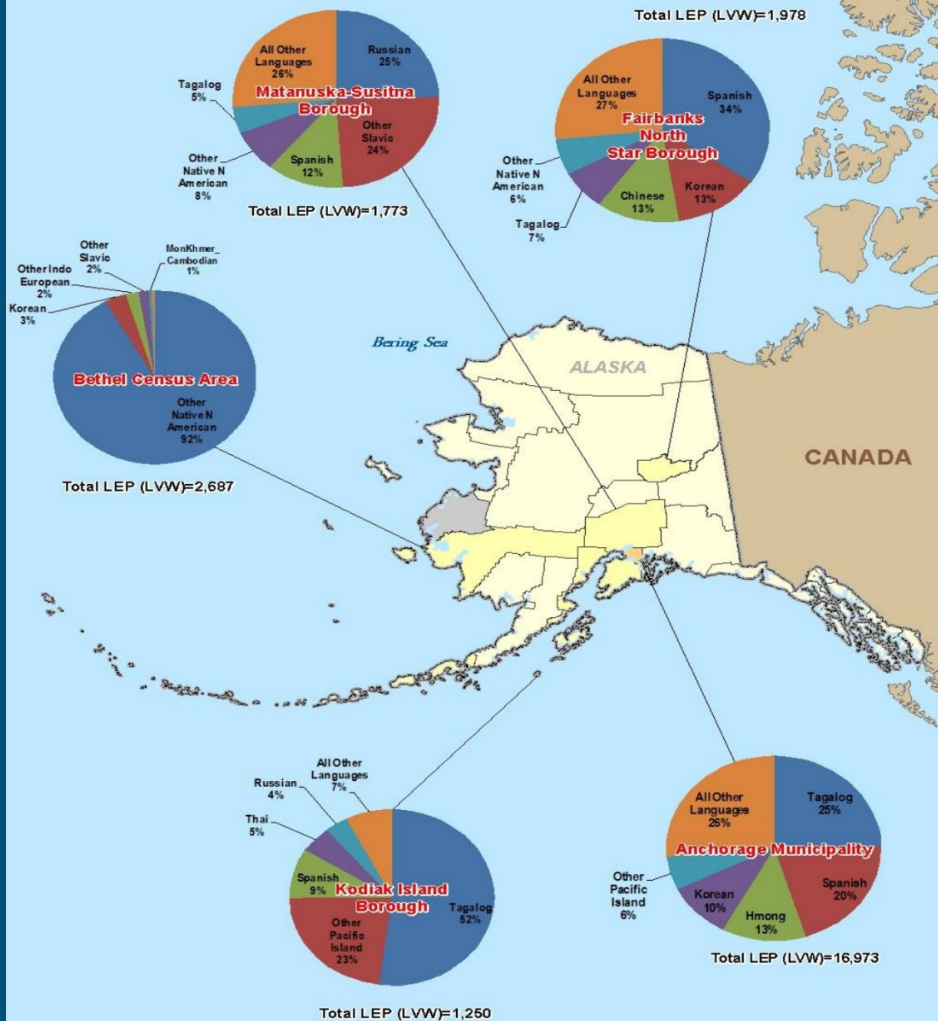 Total LEP (LVW)=1,978
All Other
Languages
26%
Russian
25%
Tagalog
5%
Matanuska-Susitna
Borough
Other
Native N
American
8%
Spanish
12%
Other
Slavic
24%
Total LEP (LVW)=1,773
All Other
Languages
27%
Spanish
34%
Fairbanks
North
Star Borough
Other
Native N
American
6%
Tagalog
7%
Chinese
13%
Korean
13%
Other
Slavic
2%
MonKhmer_
Cambodian
1%
Other Indo
European
2%
Korean
3%
Bethel Census Area
Other
Native N
American
92%
Total LEP (LVW)=2,687
Bering Sea
ALASKA
CANADA
All Other
Languages
7%
Russian
4%
Thai
5%
Spanish
9%
Kodiak Island
Borough
Tagalog
52%
Other
Pacific
Island
23%
Total LEP (LVW)=1,250
All Other
Languages
26%
Tagalog
25%
Anchorage Municipality
Other
Pacific
Island
6%
Korean
10%
Hmong
13%
Spanish
20%
Total LEP (LVW)=16,973